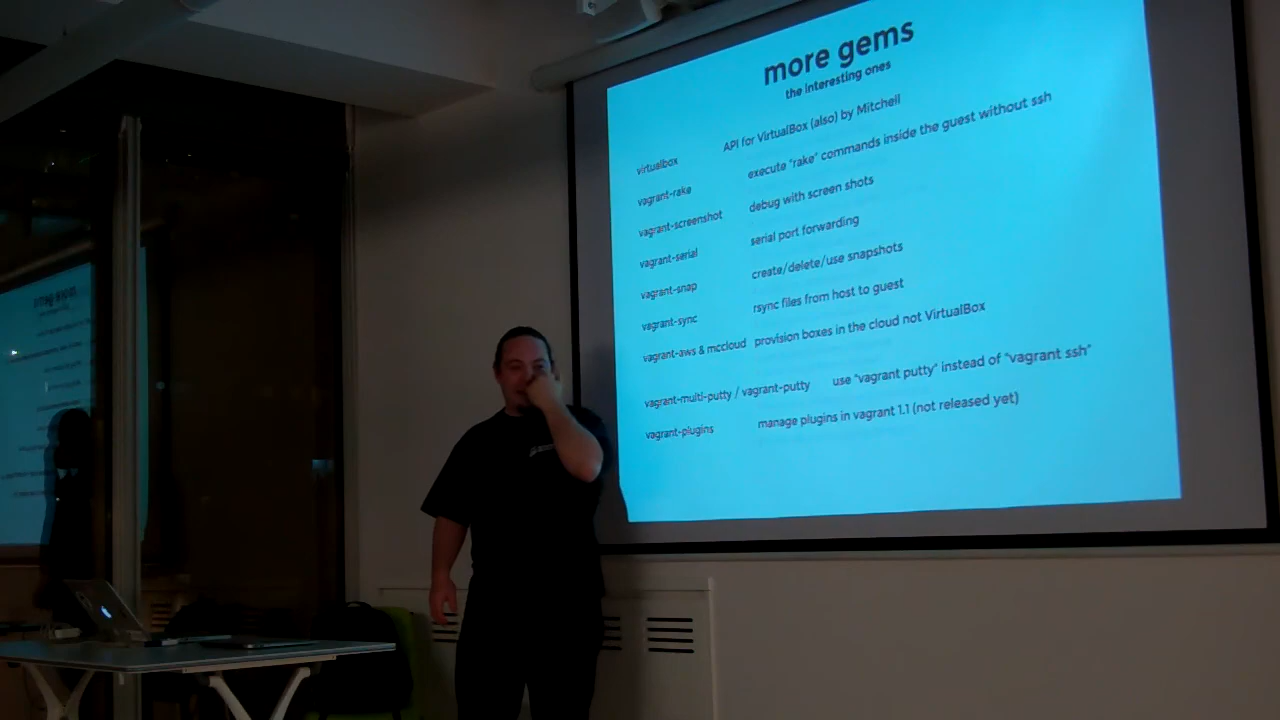 more gems
the interesting ones
virtualbox API for VirtualBox (also) by Mitchell
vagrant-rake execute "rake" commands inside the guest without ssh
vagrant-screenshot debug with screen shots
vagrant-serial serial port forwarding
vagrant-snap create/delete/use snapshots
vagrant-sync rsync files from host to guest
vagrant-aws & mccloud provision boxes in the cloud not VirtualBox
vagrant-multi-putty / vagrant-putty use "vagrant putty" instead of "vagrant ssh"
vagrant-plugins manage plugins in vagrant 1.1 (not released yet)